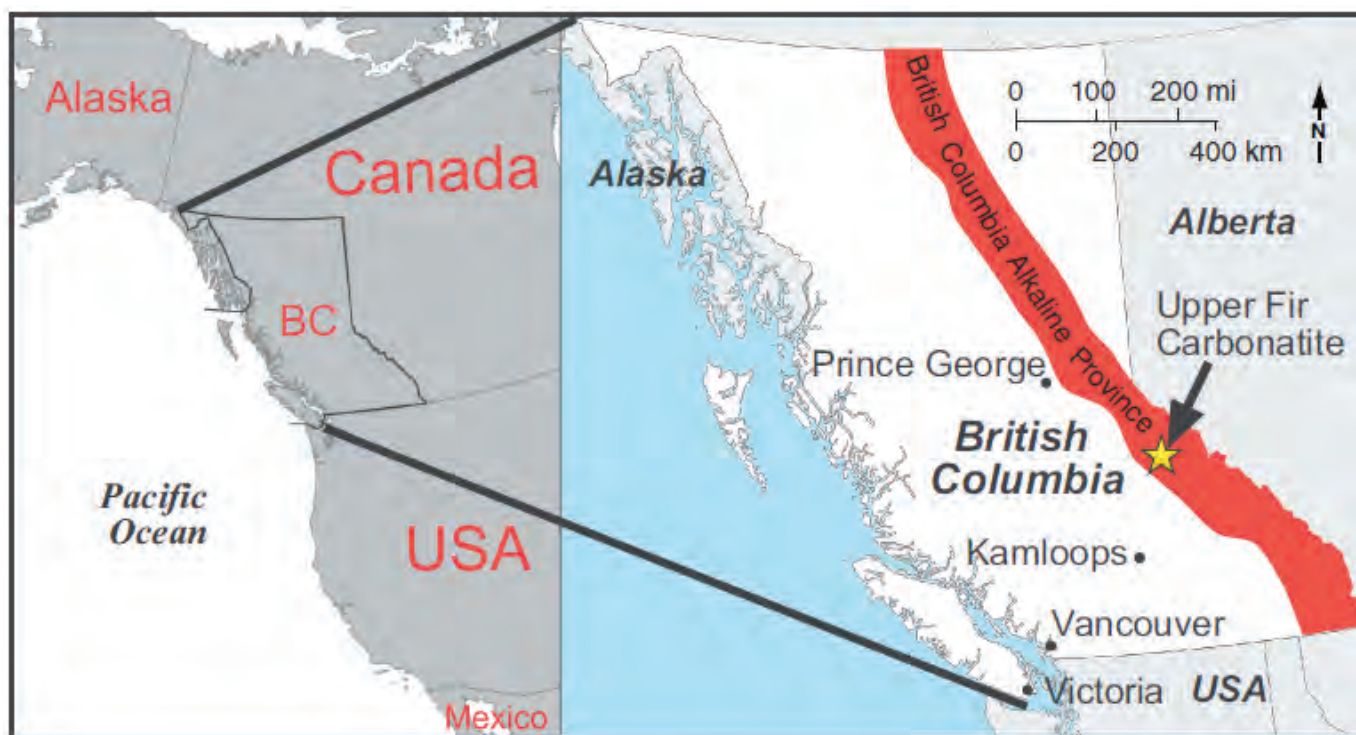 Alaska
Canada
BC
Pacific
Ocean
USA
Mexico
Alaska
British Columbia Alkaline Province
0 100 200 mi
0 200 400 km
N
Alberta
Upper Fir
Carbonatite
Prince George
British
Columbia
Kamloops
Vancouver
Victoria
USA